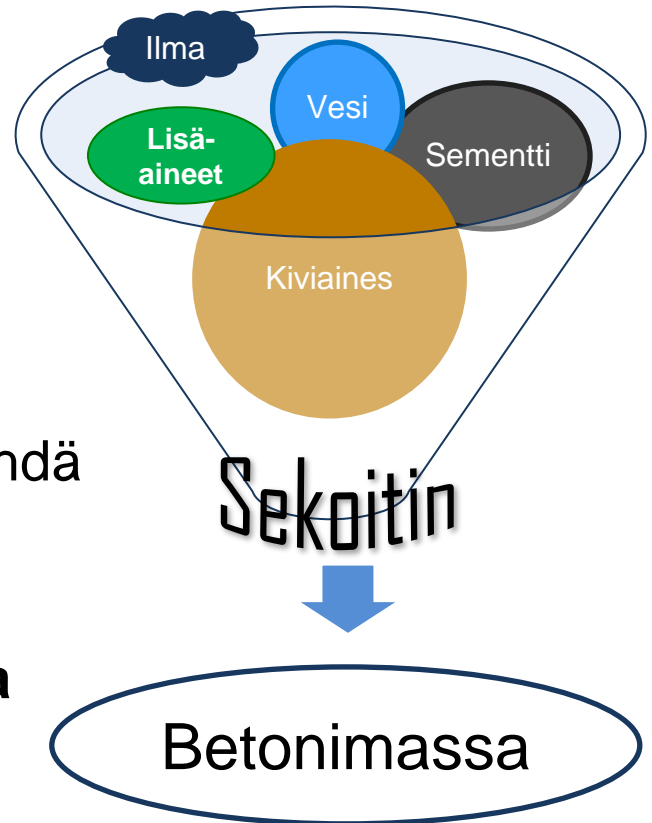 Ilma
Vesi
Lisä-
aineet
Sementti
Kiviaines
Sekoitin
Betonimassa